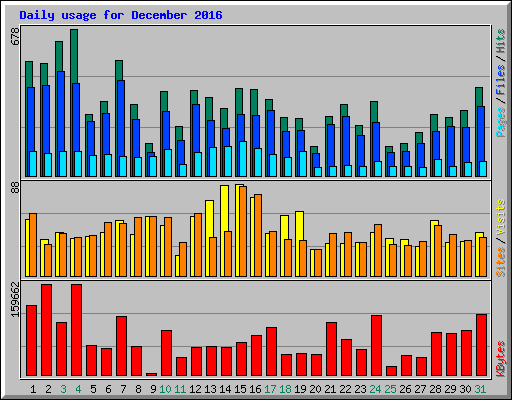 Daily usage for December 2016
678
Pages / Files / Hits
88
Sites / Visits
159662
KBytes
1 2 3 4 5 6 7 8 9 10 11 12 13 14 15 16 17 18 19 20 21 22 23 24 25 26 27 28 29 30 31